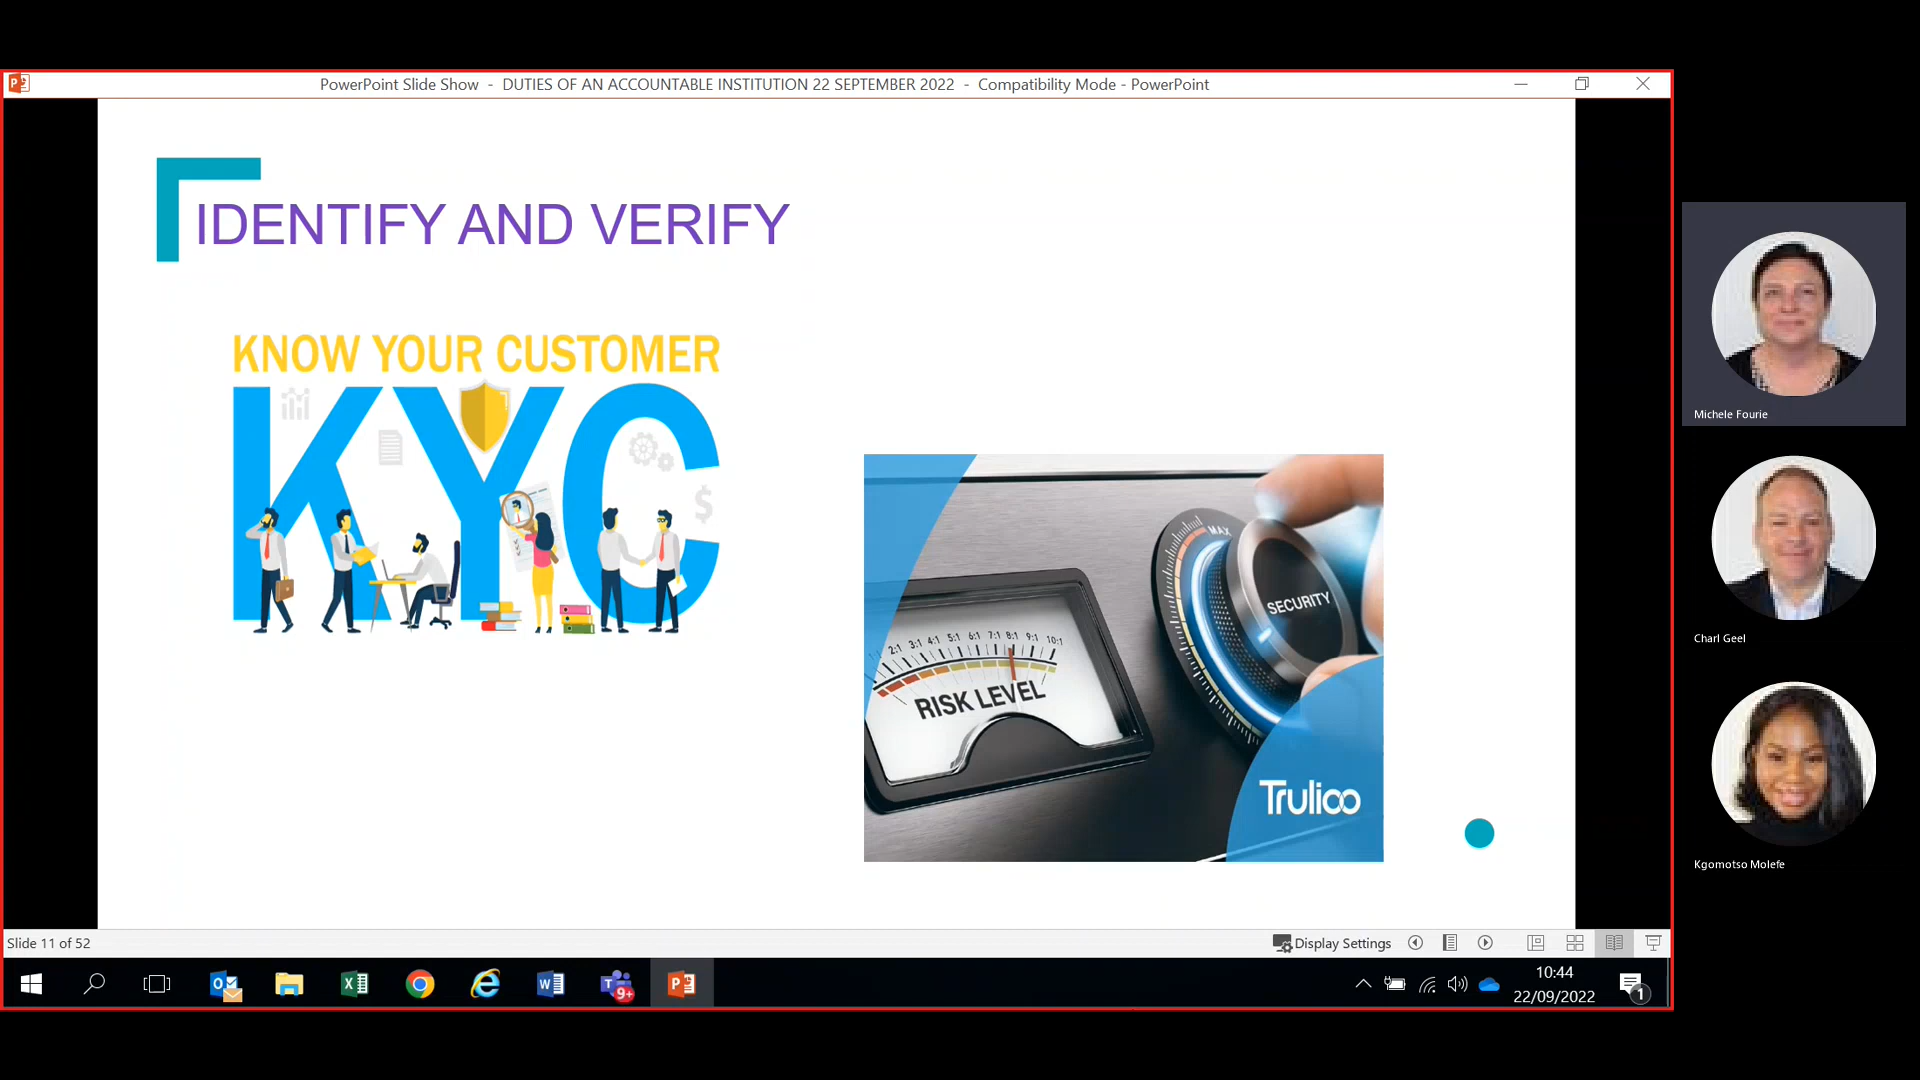 PowerPoint Slide Show - DUTIES OF AN ACCOUNTABLE INSTITUTION 22 SEPTEMBER 2022 - Compatibility Mode - PowerPoint
IDENTIFY AND VERIFY
KNOW YOUR CUSTOMER
KYC
MAX
SECURITY
2:1 3:1 4:1 5:1 6:1 7:1 8:1 9:1 10:1
RISK LEVEL
Trulioo
Michele Fourie
Charl Geel
Kgomotso Molefe
Slide 11 of 52
Display Settings
9+
10:44
22/09/2022
1